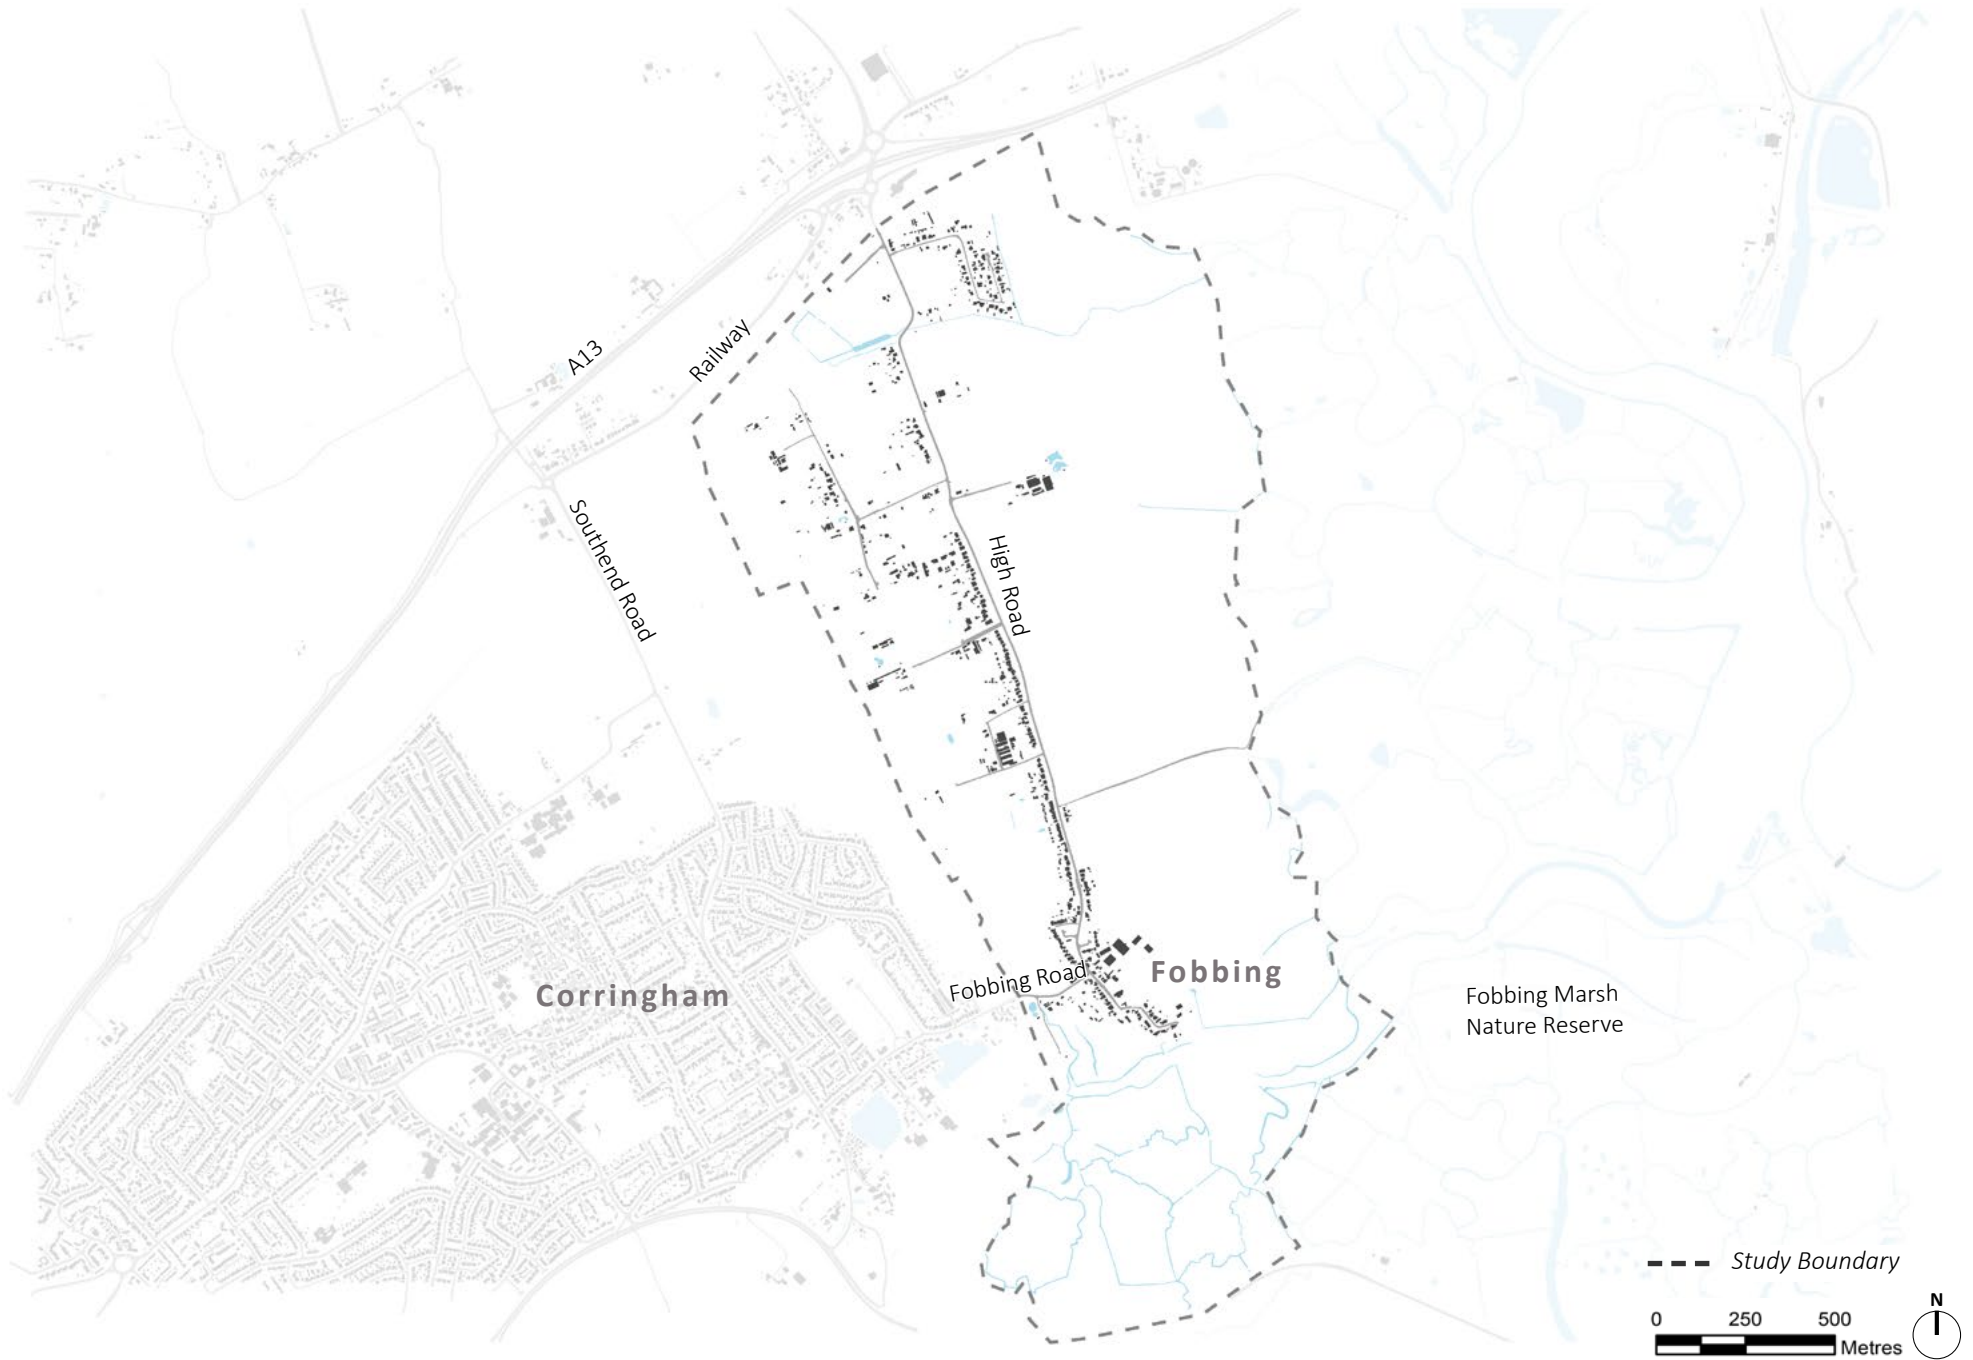 A13
Railway
Southend Road
High Road
Fobbing
Fobbing Road
Corringham
Fobbing Marsh
Nature Reserve
Study Boundary
N
0 250 500
Metres